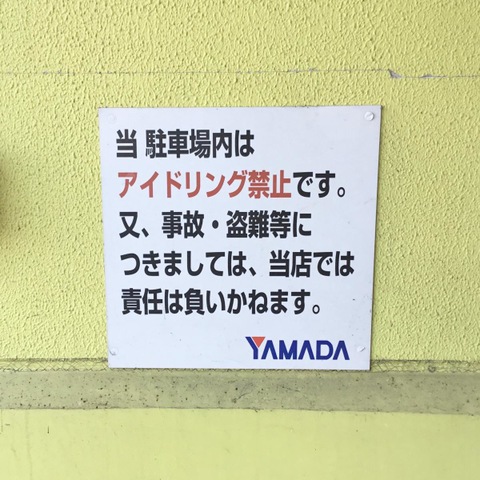 当 駐車場内は
アイドリング禁止です。
又、事故・盗難等に
つきましては、当店では
責任は負いかねます。
YAMADA